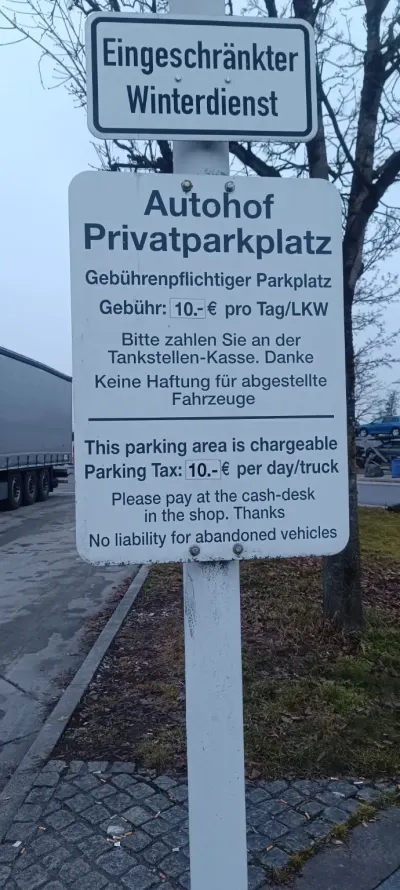 Eingeschränkter
Winterdienst
Autohof
Privatparkplatz
Gebührenpflichtiger Parkplatz
Gebühr: 10.-€ pro Tag/LKW
Bitte zahlen Sie an der
Tankstellen-Kasse. Danke
Keine Haftung für abgestellte
Fahrzeuge
This parking area is chargeable
Parking Tax: 10.-€ per day/truck
Please pay at the cash-desk
in the shop. Thanks
No liability for abandoned vehicles